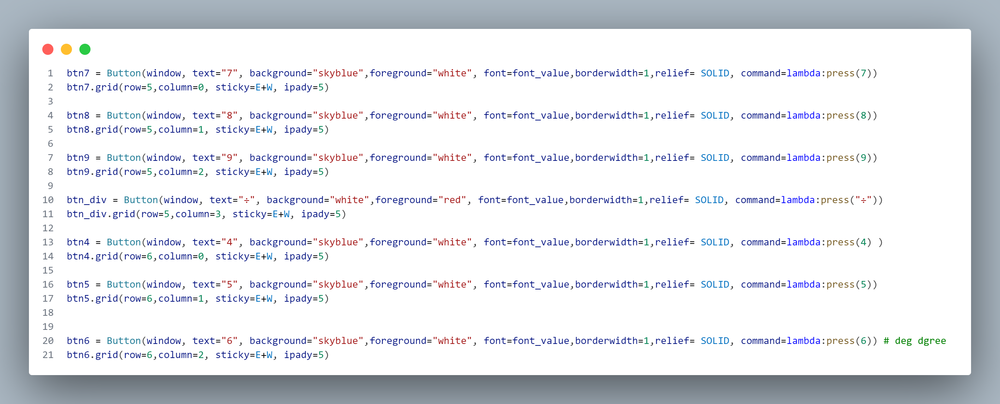 1 btn7 = Button(window, text="7", background="skyblue",foreground="white", font=font_value,borderwidth=1,relief= SOLID, command=lambda:press(7))
2 btn7.grid(row=5,column=0, sticky=E+W, ipady=5)
3
4 btn8 = Button(window, text="8", background="skyblue",foreground="white", font=font_value,borderwidth=1,relief= SOLID, command=lambda:press(8))
5 btn8.grid(row=5,column=1, sticky=E+W, ipady=5)
6
7 btn9 = Button(window, text="9", background="skyblue",foreground="white", font=font_value,borderwidth=1,relief= SOLID, command=lambda:press(9))
8 btn9.grid(row=5,column=2, sticky=E+W, ipady=5)
9
10 btn_div = Button(window, text="÷", background="white",foreground="red", font=font_value,borderwidth=1,relief= SOLID, command=lambda:press("÷"))
11 btn_div.grid(row=5,column=3, sticky=E+W, ipady=5)
12
13 btn4 = Button(window, text="4", background="skyblue",foreground="white", font=font_value,borderwidth=1,relief= SOLID, command=lambda:press(4) )
14 btn4.grid(row=6,column=0, sticky=E+W, ipady=5)
15
16 btn5 = Button(window, text="5", background="skyblue",foreground="white", font=font_value,borderwidth=1,relief= SOLID, command=lambda:press(5))
17 btn5.grid(row=6,column=1, sticky=E+W, ipady=5)
18
19
20 btn6 = Button(window, text="6", background="skyblue",foreground="white", font=font_value,borderwidth=1,relief= SOLID, command=lambda:press(6)) # deg dgree
21 btn6.grid(row=6,column=2, sticky=E+W, ipady=5)